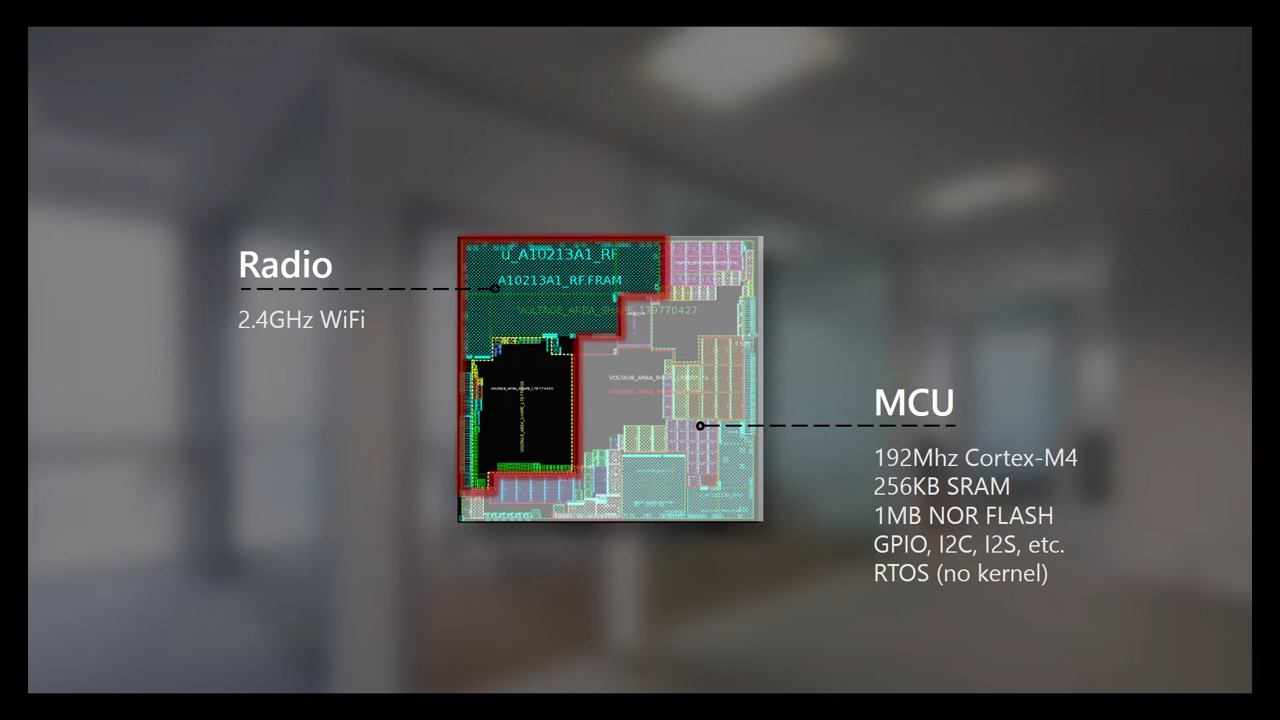 Radio
2.4GHz WiFi
u_A10213A1_RF
A10213A1_RF.FRAM
VOLTAGE_AREA_SHAPE_179770427
MCU
192Mhz Cortex-M4
256KB SRAM
1MB NOR FLASH
GPIO, I2C, I2S, etc.
RTOS (no kernel)